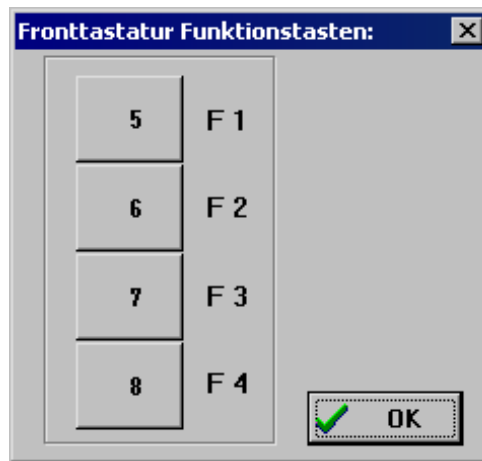 Fronttastatur Funktionstasten:
5 F 1
6 F 2
7 F 3
8 F 4
OK